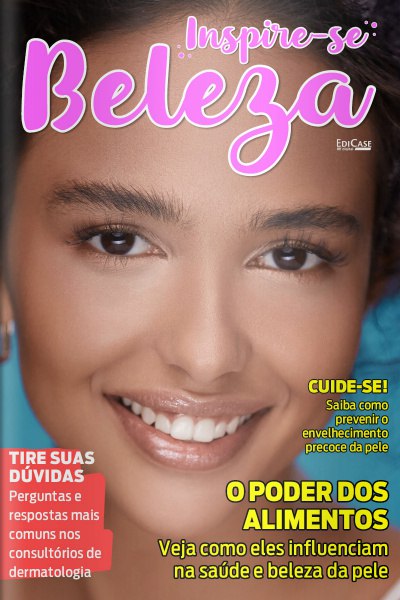 Inspire-se
Beleza
EDICASE
CUIDE-SE!
Saiba como
prevenir o
envelhecimento
precoce da pele
TIRE SUAS
DÚVIDAS
Perguntas e
respostas mais
comuns nos
consultórios de
dermatologia
O PODER DOS
ALIMENTOS
Veja como eles influenciam
na saúde e beleza da pele